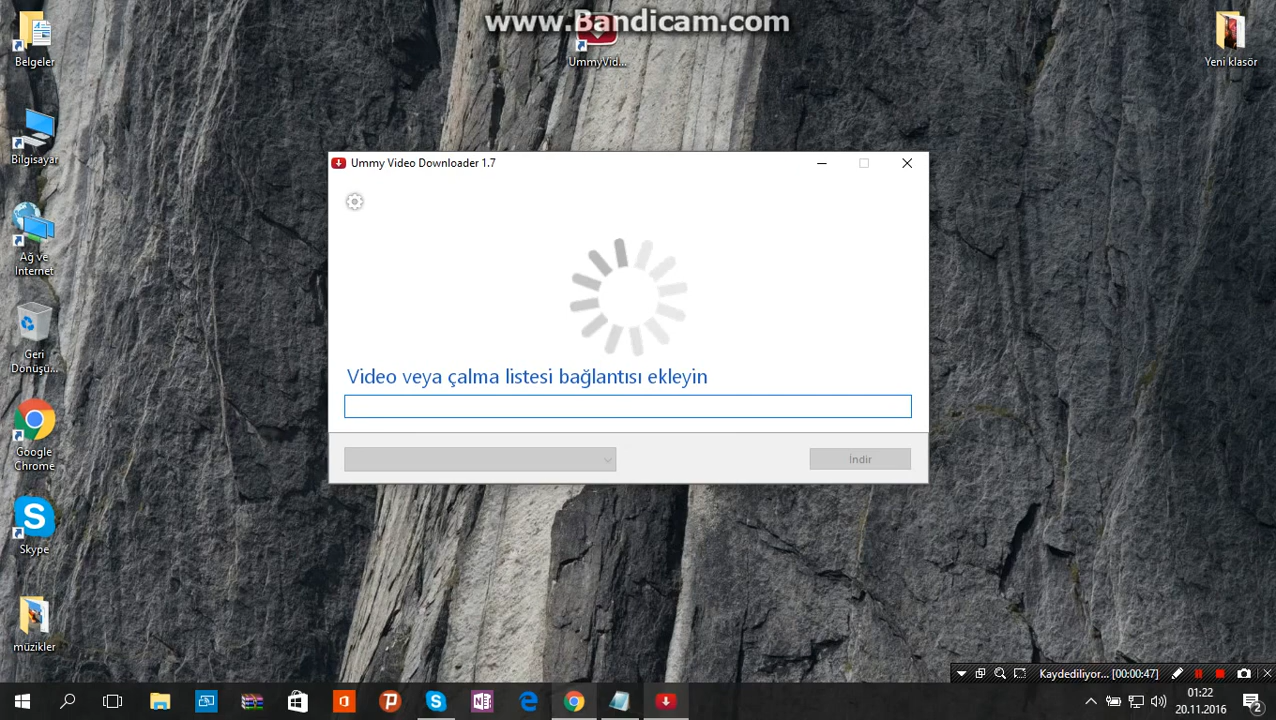 www.Bandicam.com
Belgeler
UmmyVid...
Yeni klasör
Bilgisayar
Ağ ve
Internet
Geri
Dönüşü...
Google
Chrome
Skype
müzikler
Ummy Video Downloader 1.7
Video veya çalma listesi bağlantısı ekleyin
İndir
Kaydediliyor... [00:00:47]
01:22
20.11.2016
2